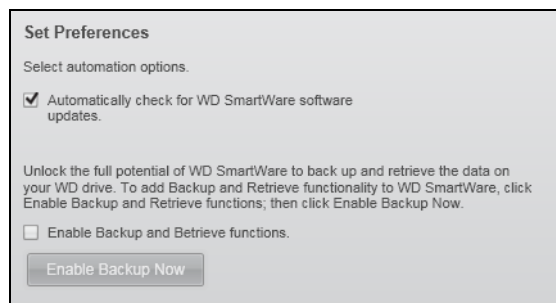 Set Preferences
Select automation options.
Automatically check for WD SmartWare software
updates.
Unlock the full potential of WD SmartWare to back up and retrieve the data on
your WD drive. To add Backup and Retrieve functionality to WD SmartWare, click
Enable Backup and Retrieve functions; then click Enable Backup Now.
Enable Backup and Betrieve functions.
Enable Backup Now